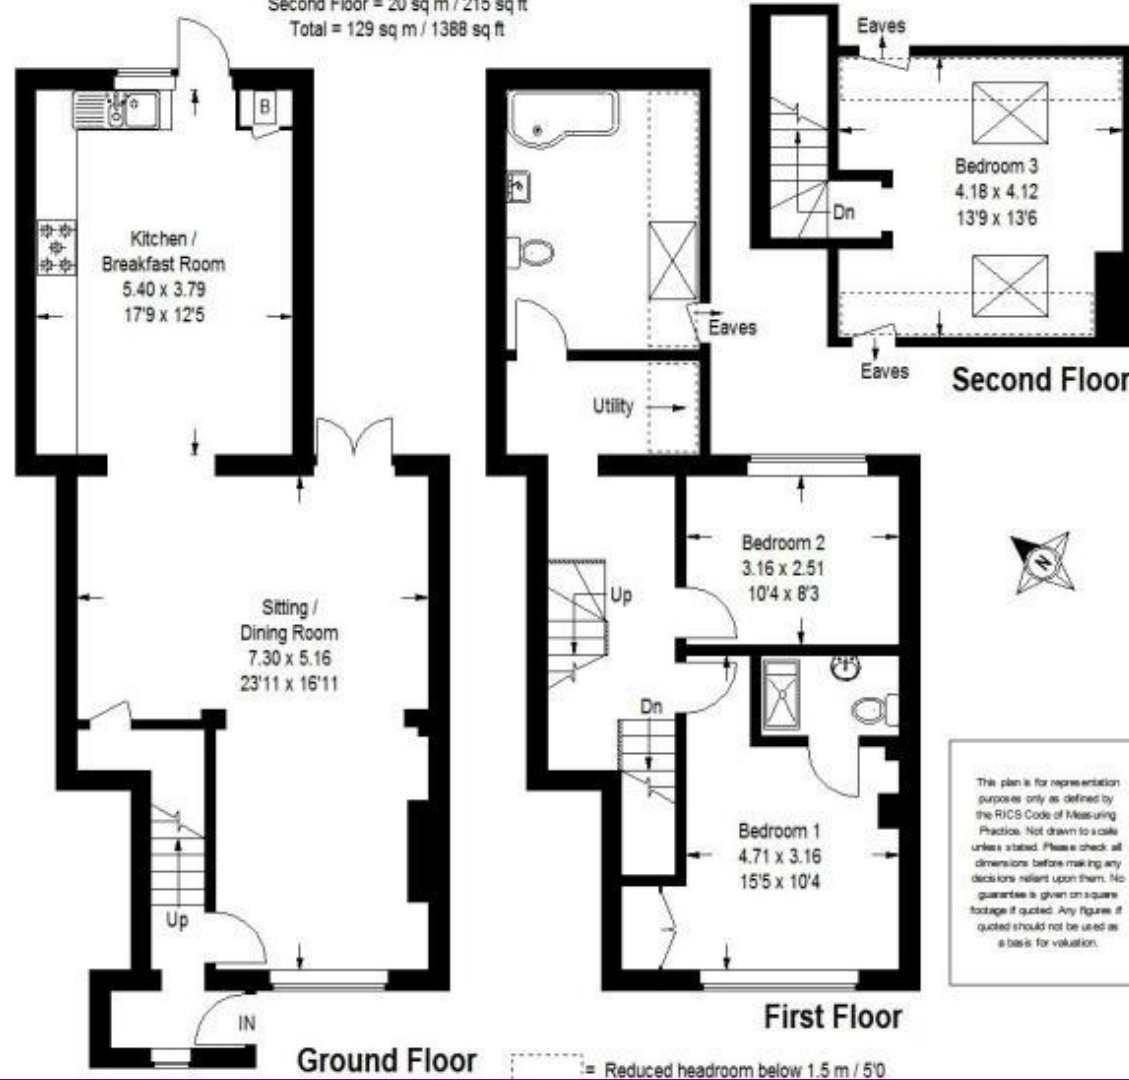 Second Floor = 20 sq m / 215 sq ft
Total = 129 sq m / 1388 sq ft
B
Kitchen /
Breakfast Room
5.40 x 3.79
17'9 x 12'5
Sitting /
Dining Room
7.30 x 5.16
23'11 x 16'11
Up
IN
Ground Floor
Eaves
Utility
Up
Dn
Bedroom 2
3.16 x 2.51
10'4 x 8'3
Bedroom 1
4.71 x 3.16
15'5 x 10'4
First Floor
Eaves
Bedroom 3
4.18 x 4.12
13'9 x 13'6
Dn
Eaves
Second Floor
N
This plan is for representation
purposes only as defined by
the RICS Code of Measuring
Practice. Not drawn to scale
unless stated. Please check all
dimensions before making any
decisions reliant upon them. No
guarantee is given on square
footage if quoted. Any figures if
quoted should not be used as
a basis for valuation.
= Reduced headroom below 1.5 m / 5'0